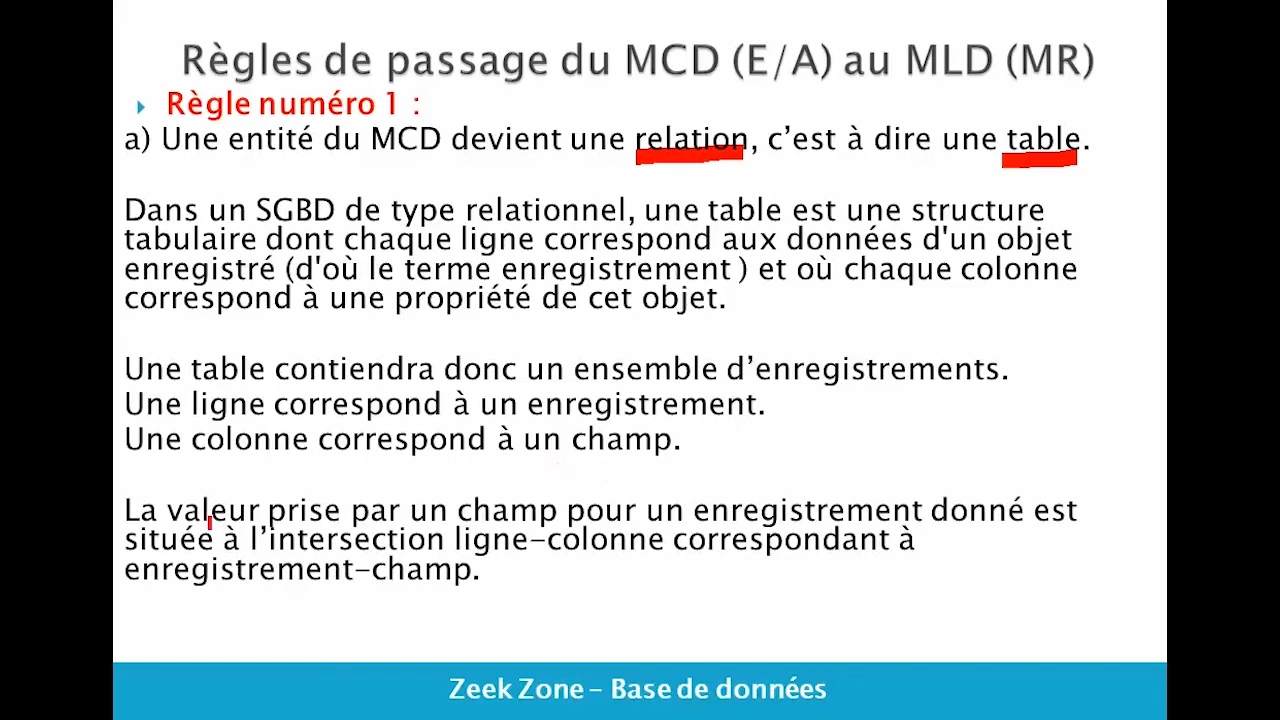 Règles de passage du MCD (E/A) au MLD (MR)
Règle numéro 1 :
a) Une entité du MCD devient une relation, c’est à dire une table.
Dans un SGBD de type relationnel, une table est une structure
tabulaire dont chaque ligne correspond aux données d'un objet
enregistré (d'où le terme enregistrement ) et où chaque colonne
correspond à une propriété de cet objet.
Une table contiendra donc un ensemble d’enregistrements.
Une ligne correspond à un enregistrement.
Une colonne correspond à un champ.
La valeur prise par un champ pour un enregistrement donné est
située à l’intersection ligne-colonne correspondant à
enregistrement-champ.
Zeek Zone – Base de données